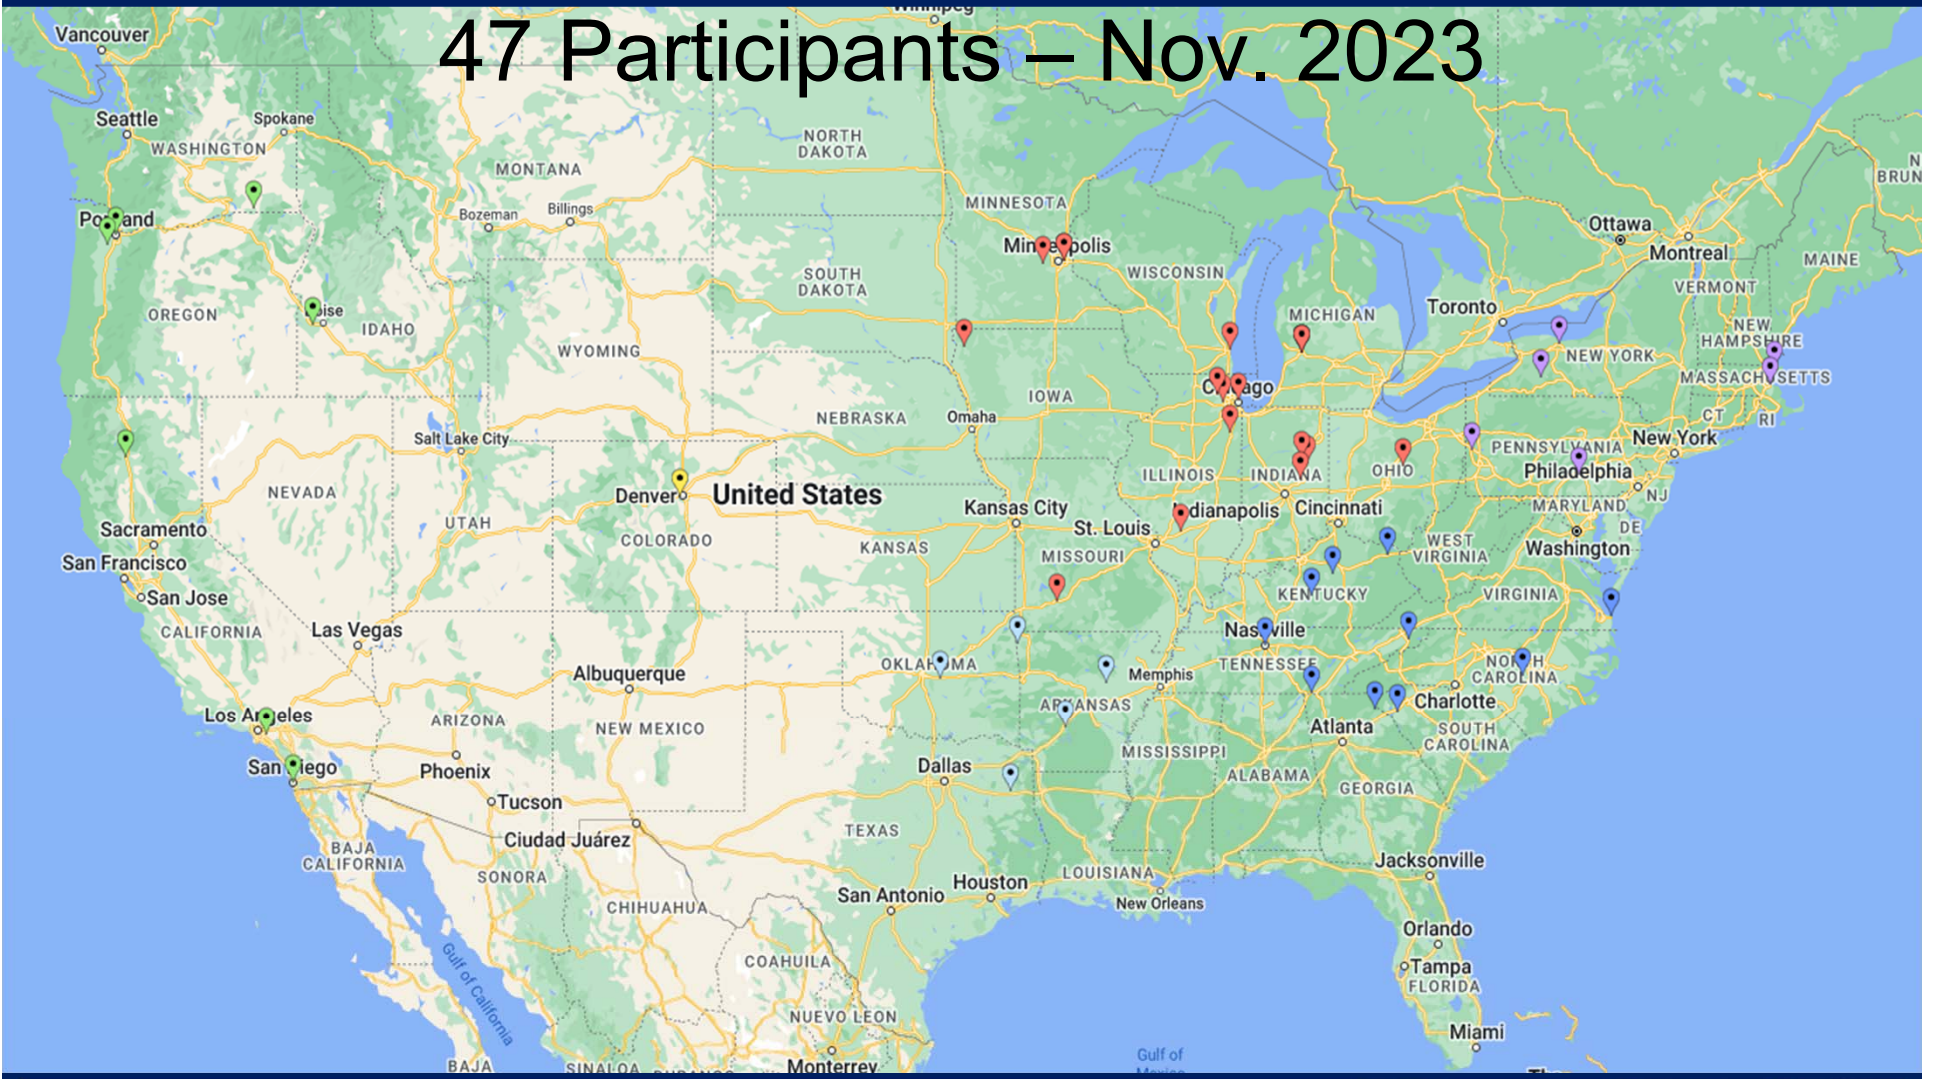 47 Participants – Nov. 2023
Winnipeg
Vancouver
Seattle
Spokane
WASHINGTON
NORTH
DAKOTA
MONTANA
Bozeman
Billings
MINNESOTA
Ottawa
Montreal
MAINE
WISCONSIN
SOUTH
DAKOTA
OREGON
IDAHO
MICHIGAN
Toronto
VERMONT
NEW
HAMPSHIRE
WYOMING
NEW YORK
MASSACHUSETTS
IOWA
NEBRASKA
Omaha
CT
RI
Salt Lake City
New York
PENNSYLVANIA
Philadelphia
ILLINOIS
INDIANA
OHIO
NEVADA
Denver
United States
NJ
Kansas City
Cincinnati
MARYLAND
DE
Sacramento
UTAH
COLORADO
KANSAS
St. Louis
MISSOURI
WEST
VIRGINIA
Washington
San Francisco
San Jose
KENTUCKY
VIRGINIA
CALIFORNIA
Las Vegas
Albuquerque
Memphis
TENNESSEE
CAROLINA
Charlotte
ARIZONA
NEW MEXICO
SOUTH
CAROLINA
Atlanta
MISSISSIPPI
Phoenix
Dallas
ALABAMA
GEORGIA
Tucson
TEXAS
Ciudad Juárez
BAJA
CALIFORNIA
SONORA
LOUISIANA
Jacksonville
San Antonio
Houston
New Orleans
CHIHUAHUA
Orlando
COAHUILA
Gulf of California
Tampa
FLORIDA
NUEVO LEON
Miami
Monterrey
BAJA
SINALOA
Gulf of